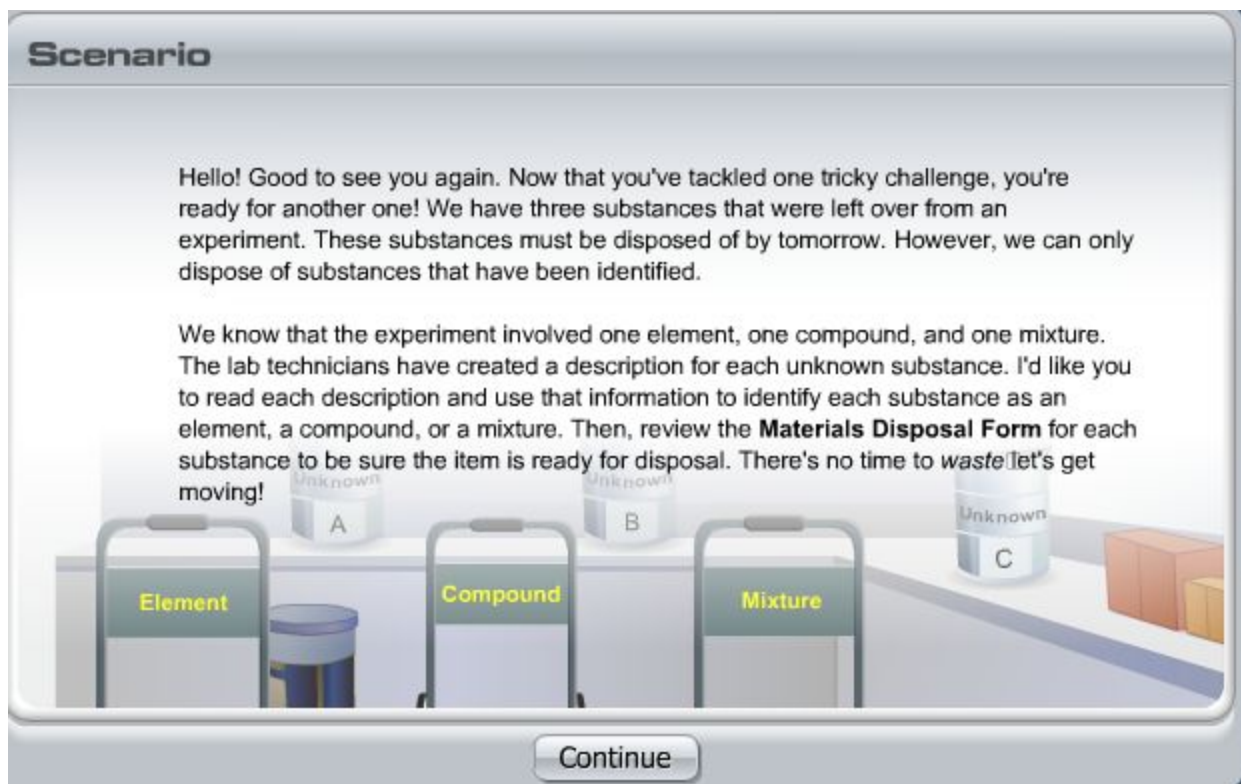 Scenario
Hello! Good to see you again. Now that you've tackled one tricky challenge, you're
ready for another one! We have three substances that were left over from an
experiment. These substances must be disposed of by tomorrow. However, we can only
dispose of substances that have been identified.
We know that the experiment involved one element, one compound, and one mixture.
The lab technicians have created a description for each unknown substance. I'd like you
to read each description and use that information to identify each substance as an
element, a compound, or a mixture. Then, review the Materials Disposal Form for each
substance to be sure the item is ready for disposal. There's no time to waste let's get
moving!
Unknown
A
Unknown
B
Unknown
C
Element
Compound
Mixture
Continue